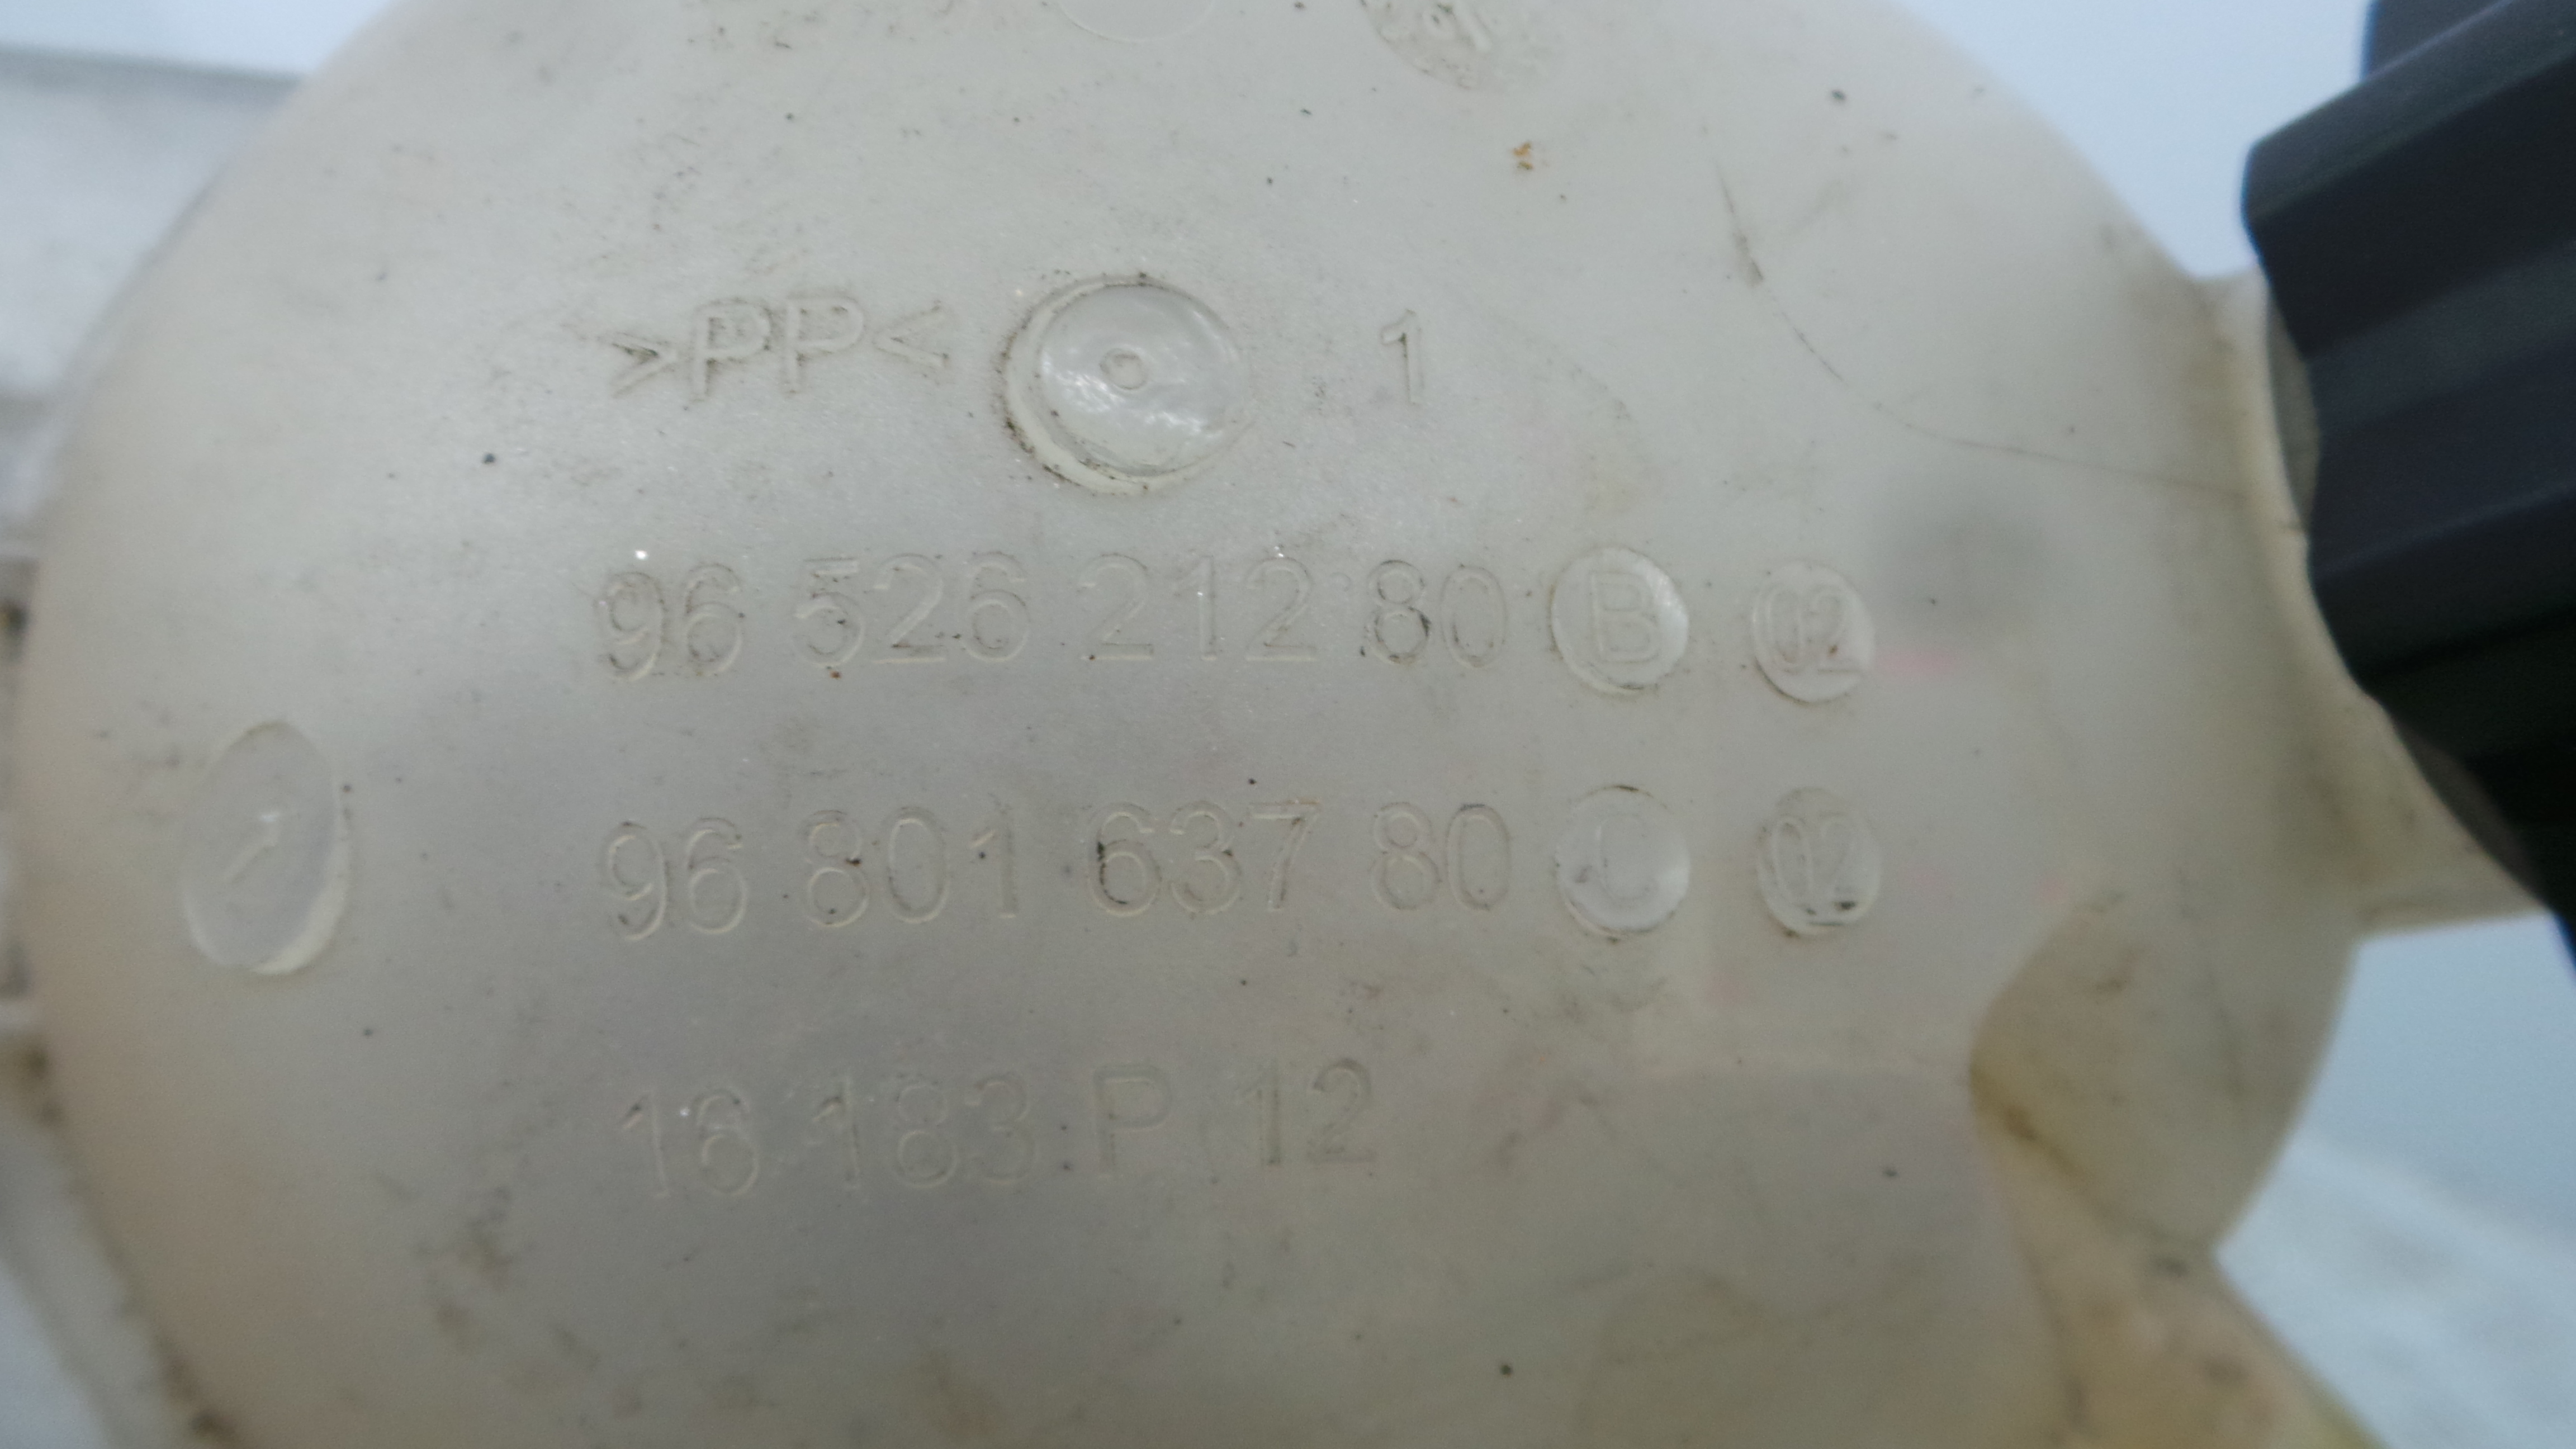 >PP< 1
96 526 212 80 B 02
96 801 637 80 C 02
16 183 P 12